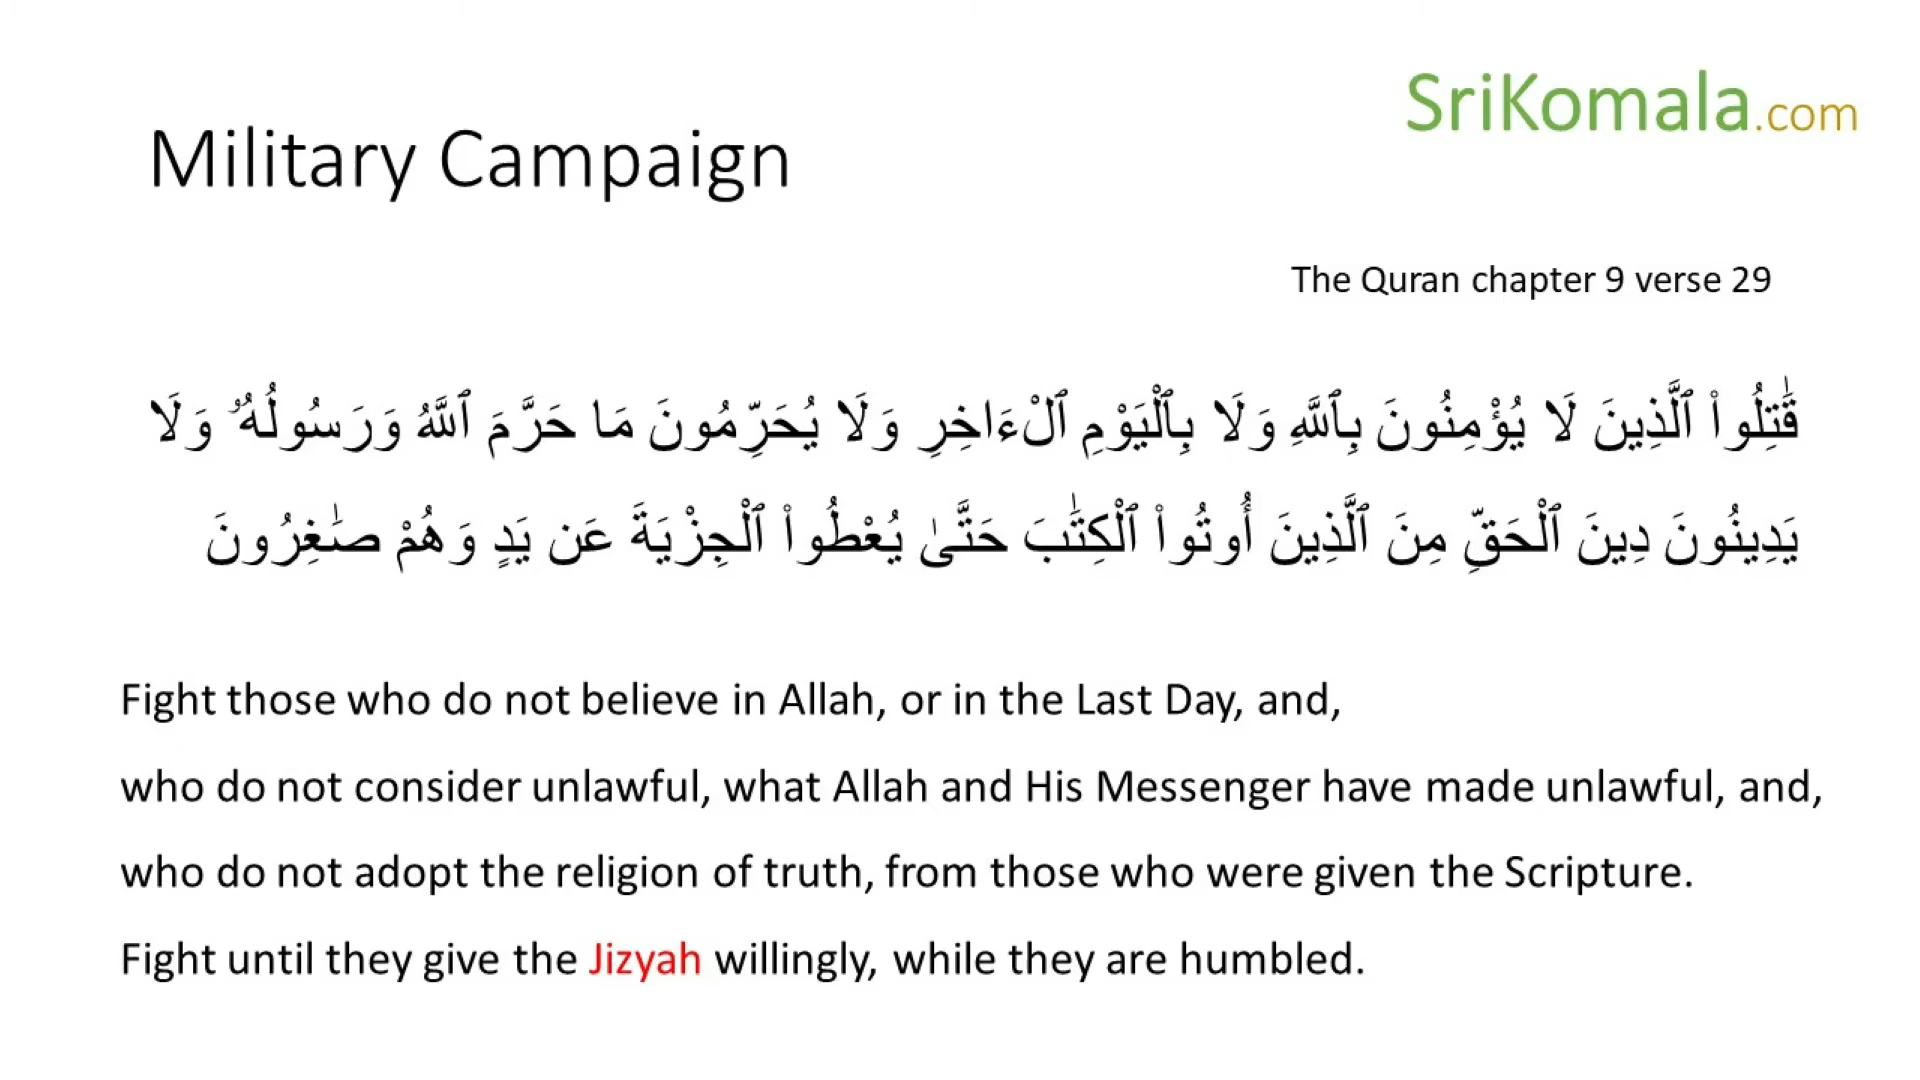 SriKomala.com
Military Campaign
The Quran chapter 9 verse 29
قَٰتِلُوا۟ ٱلَّذِينَ لَا يُؤْمِنُونَ بِٱللَّهِ وَلَا بِٱلْيَوْمِ ٱلْءَاخِرِ وَلَا يُحَرِّمُونَ مَا حَرَّمَ ٱللَّهُ وَرَسُولُهُۥ وَلَا
يَدِينُونَ دِينَ ٱلْحَقِّ مِنَ ٱلَّذِينَ أُوتُوا۟ ٱلْكِتَٰبَ حَتَّىٰ يُعْطُوا۟ ٱلْجِزْيَةَ عَن يَدٍ وَهُمْ صَٰغِرُونَ
Fight those who do not believe in Allah, or in the Last Day, and,
who do not consider unlawful, what Allah and His Messenger have made unlawful, and,
who do not adopt the religion of truth, from those who were given the Scripture.
Fight until they give the Jizyah willingly, while they are humbled.